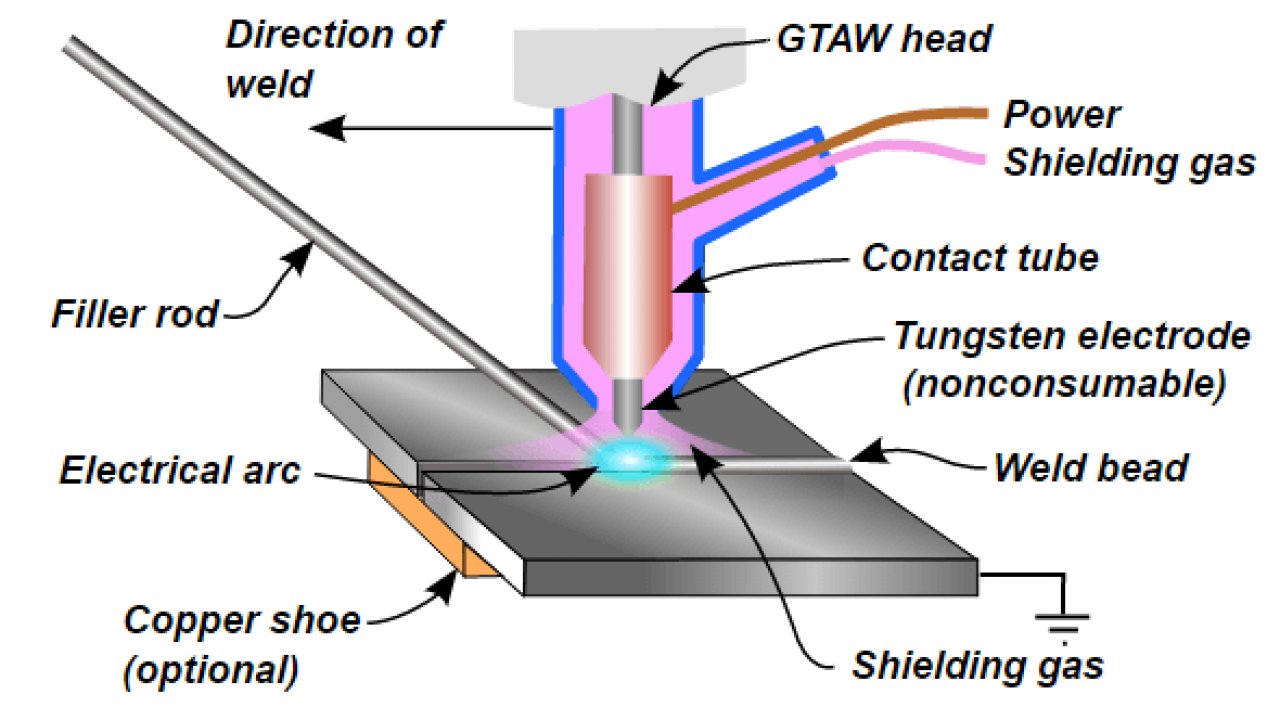 Direction of
weld
GTAW head
Power
Shielding gas
Contact tube
Filler rod
Tungsten electrode
(nonconsumable)
Electrical arc
Weld bead
Copper shoe
(optional)
Shielding gas